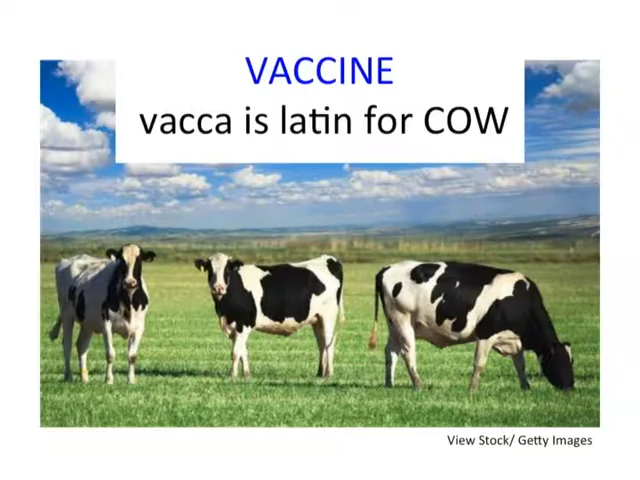 VACCINE
vacca is latin for COW
View Stock/ Getty Images